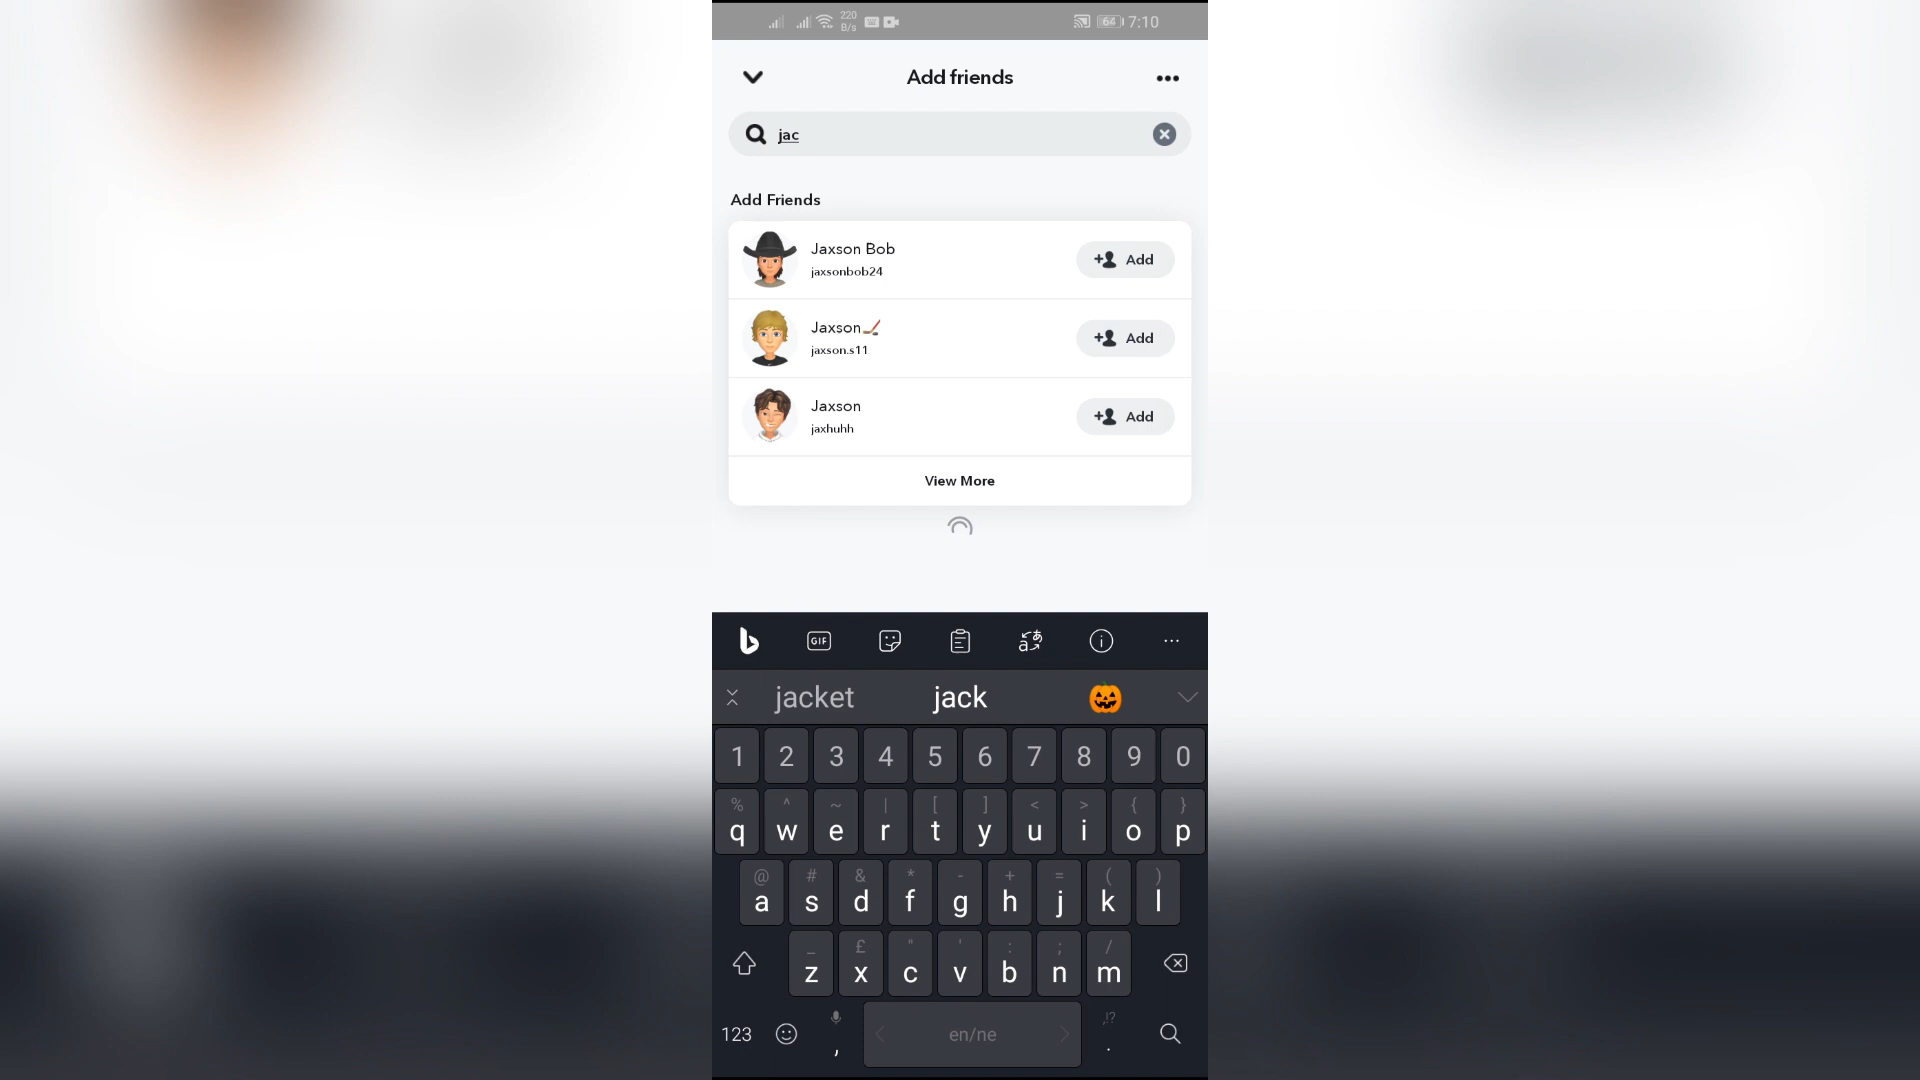 220
B/s
64
7:10
Add friends
jac
Add Friends
Jaxson Bob
jaxsonbob24
Add
Jaxson🏒
jaxson.s11
Add
Jaxson
jaxhuhh
Add
View More
GIF
jacket jack 🎃
1 2 3 4 5 6 7 8 9 0
% ^ ~ | [ ] < > { }
q w e r t y u i o p
@ # & * - + = ( )
a s d f g h j k l
_ £ " ' : ; /
z x c v b n m
123 , en/ne ,!? .